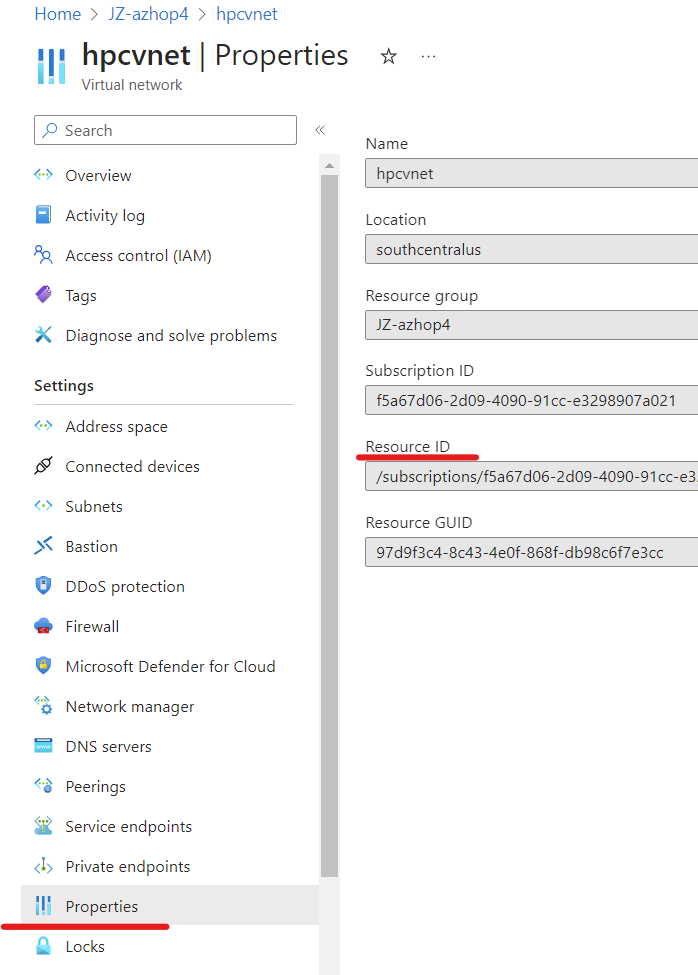 Home > JZ-azhop4 > hpcvnet
hpcvnet | Properties
Virtual network
Search
Overview
Activity log
Access control (IAM)
Tags
Diagnose and solve problems
Settings
Address space
Connected devices
Subnets
Bastion
DDoS protection
Firewall
Microsoft Defender for Cloud
Network manager
DNS servers
Peerings
Service endpoints
Private endpoints
Properties
Locks
Name
hpcvnet
Location
southcentralus
Resource group
JZ-azhop4
Subscription ID
f5a67d06-2d09-4090-91cc-e3298907a021
Resource ID
/subscriptions/f5a67d06-2d09-4090-91cc-e3
Resource GUID
97d9f3c4-8c43-4e0f-868f-db98c6f7e3cc